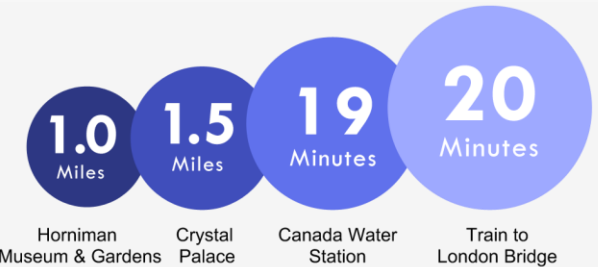 1.0
Miles
1.5
Miles
19
Minutes
20
Minutes
Horniman
Museum & Gardens
Crystal
Palace
Canada Water
Station
Train to
London Bridge